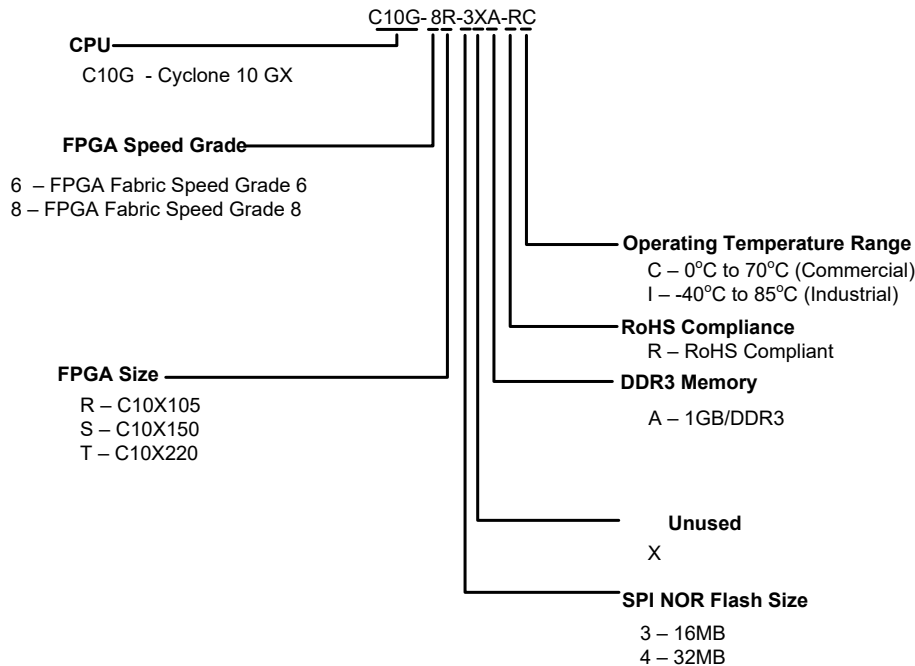 C10G- 8R-3XA-RC
CPU
C10G - Cyclone 10 GX
FPGA Speed Grade
6 – FPGA Fabric Speed Grade 6
8 – FPGA Fabric Speed Grade 8
Operating Temperature Range
C – 0°C to 70°C (Commercial)
I – -40°C to 85°C (Industrial)
RoHS Compliance
R – RoHS Compliant
FPGA Size
R – C10X105
S – C10X150
T – C10X220
DDR3 Memory
A – 1GB/DDR3
Unused
X
SPI NOR Flash Size
3 – 16MB
4 – 32MB